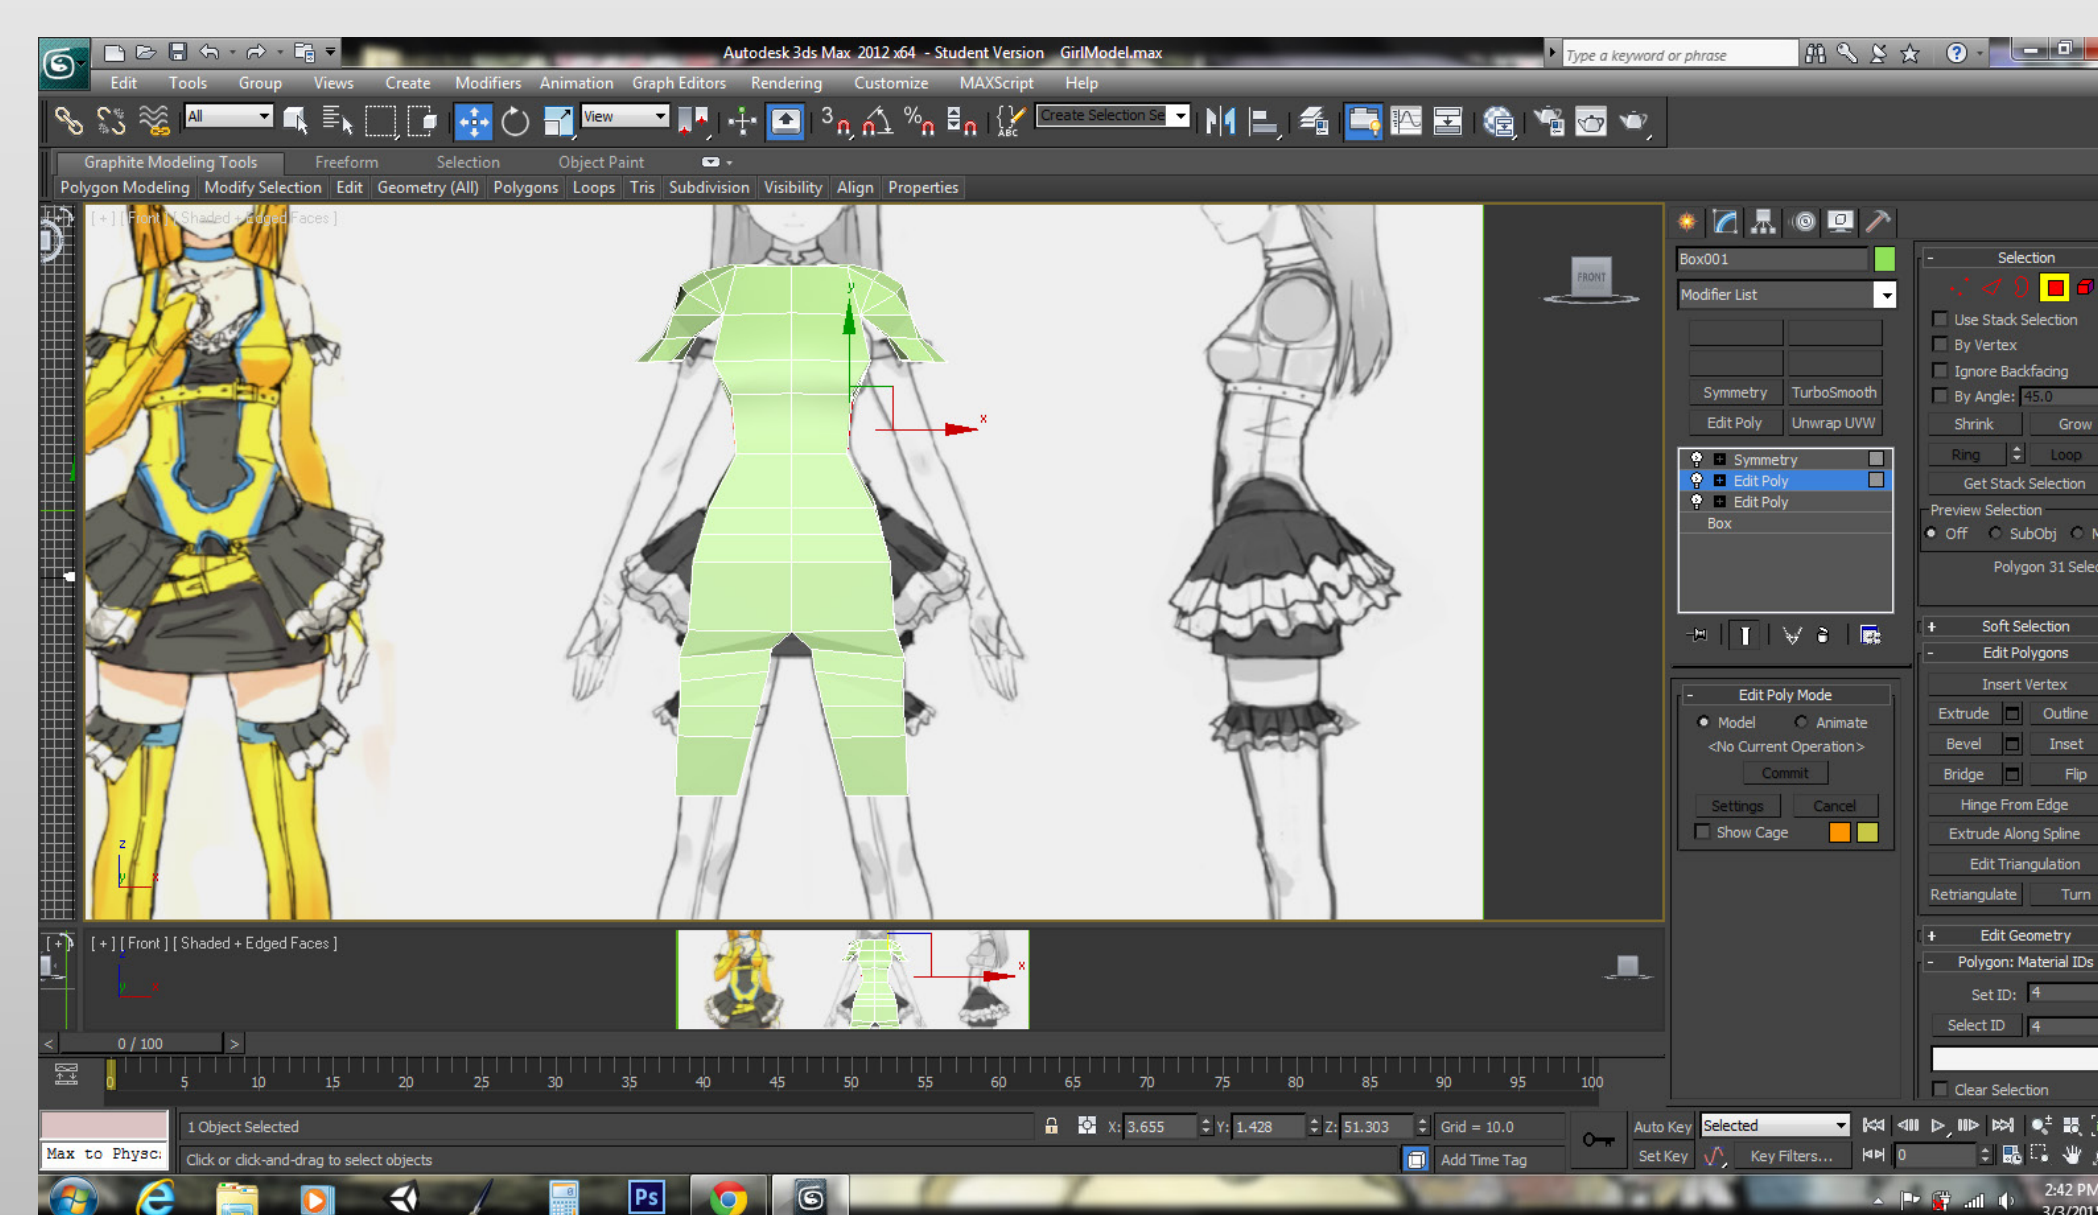 Autodesk 3ds Max 2012 x64 - Student Version GirlModel.max
Type a keyword or phrase
Edit Tools Group Views Create Modifiers Animation Graph Editors Rendering Customize MAXScript Help
All
View
3
%
ABC
Create Selection Se
Graphite Modeling Tools Freeform Selection Object Paint
Polygon Modeling Modify Selection Edit Geometry (All) Polygons Loops Tris Subdivision Visibility Align Properties
[ + ] [ Front ] [ Shaded + Edged Faces ]
FRONT
y
x
z
y
x
Box001
Modifier List
Symmetry TurboSmooth
Edit Poly Unwrap UVW
Symmetry
Edit Poly
Edit Poly
Box
- Edit Poly Mode
Model Animate
<No Current Operation>
Commit
Settings Cancel
Show Cage
- Selection
Use Stack Selection
By Vertex
Ignore Backfacing
By Angle: 45.0
Shrink Grow
Ring Loop
Get Stack Selection
Preview Selection
Off SubObj M
Polygon 31 Selec
+ Soft Selection
- Edit Polygons
Insert Vertex
Extrude Outline
Bevel Inset
Bridge Flip
Hinge From Edge
Extrude Along Spline
Edit Triangulation
Retriangulate Turn
+ Edit Geometry
- Polygon: Material IDs
Set ID: 4
Select ID 4
Clear Selection
[ + ]
[ + ] [ Front ] [ Shaded + Edged Faces ]
z
y
x
x
< 0 / 100 >
0 5 10 15 20 25 30 35 40 45 50 55 60 65 70 75 80 85 90 95 100
1 Object Selected
X: 3.655 Y: 1.428 Z: 51.303 Grid = 10.0
Auto Key Selected
Max to Physc:
Click or click-and-drag to select objects
Add Time Tag
Set Key Key Filters... 0
Ps
2:42 PM
3/3/201